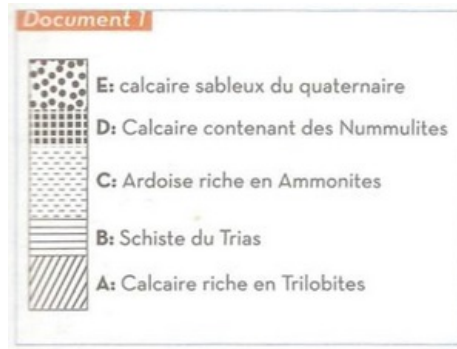 Document 1
E: calcaire sableux du quaternaire
D: Calcaire contenant des Nummulites
C: Ardoise riche en Ammonites
B: Schiste du Trias
A: Calcaire riche en Trilobites